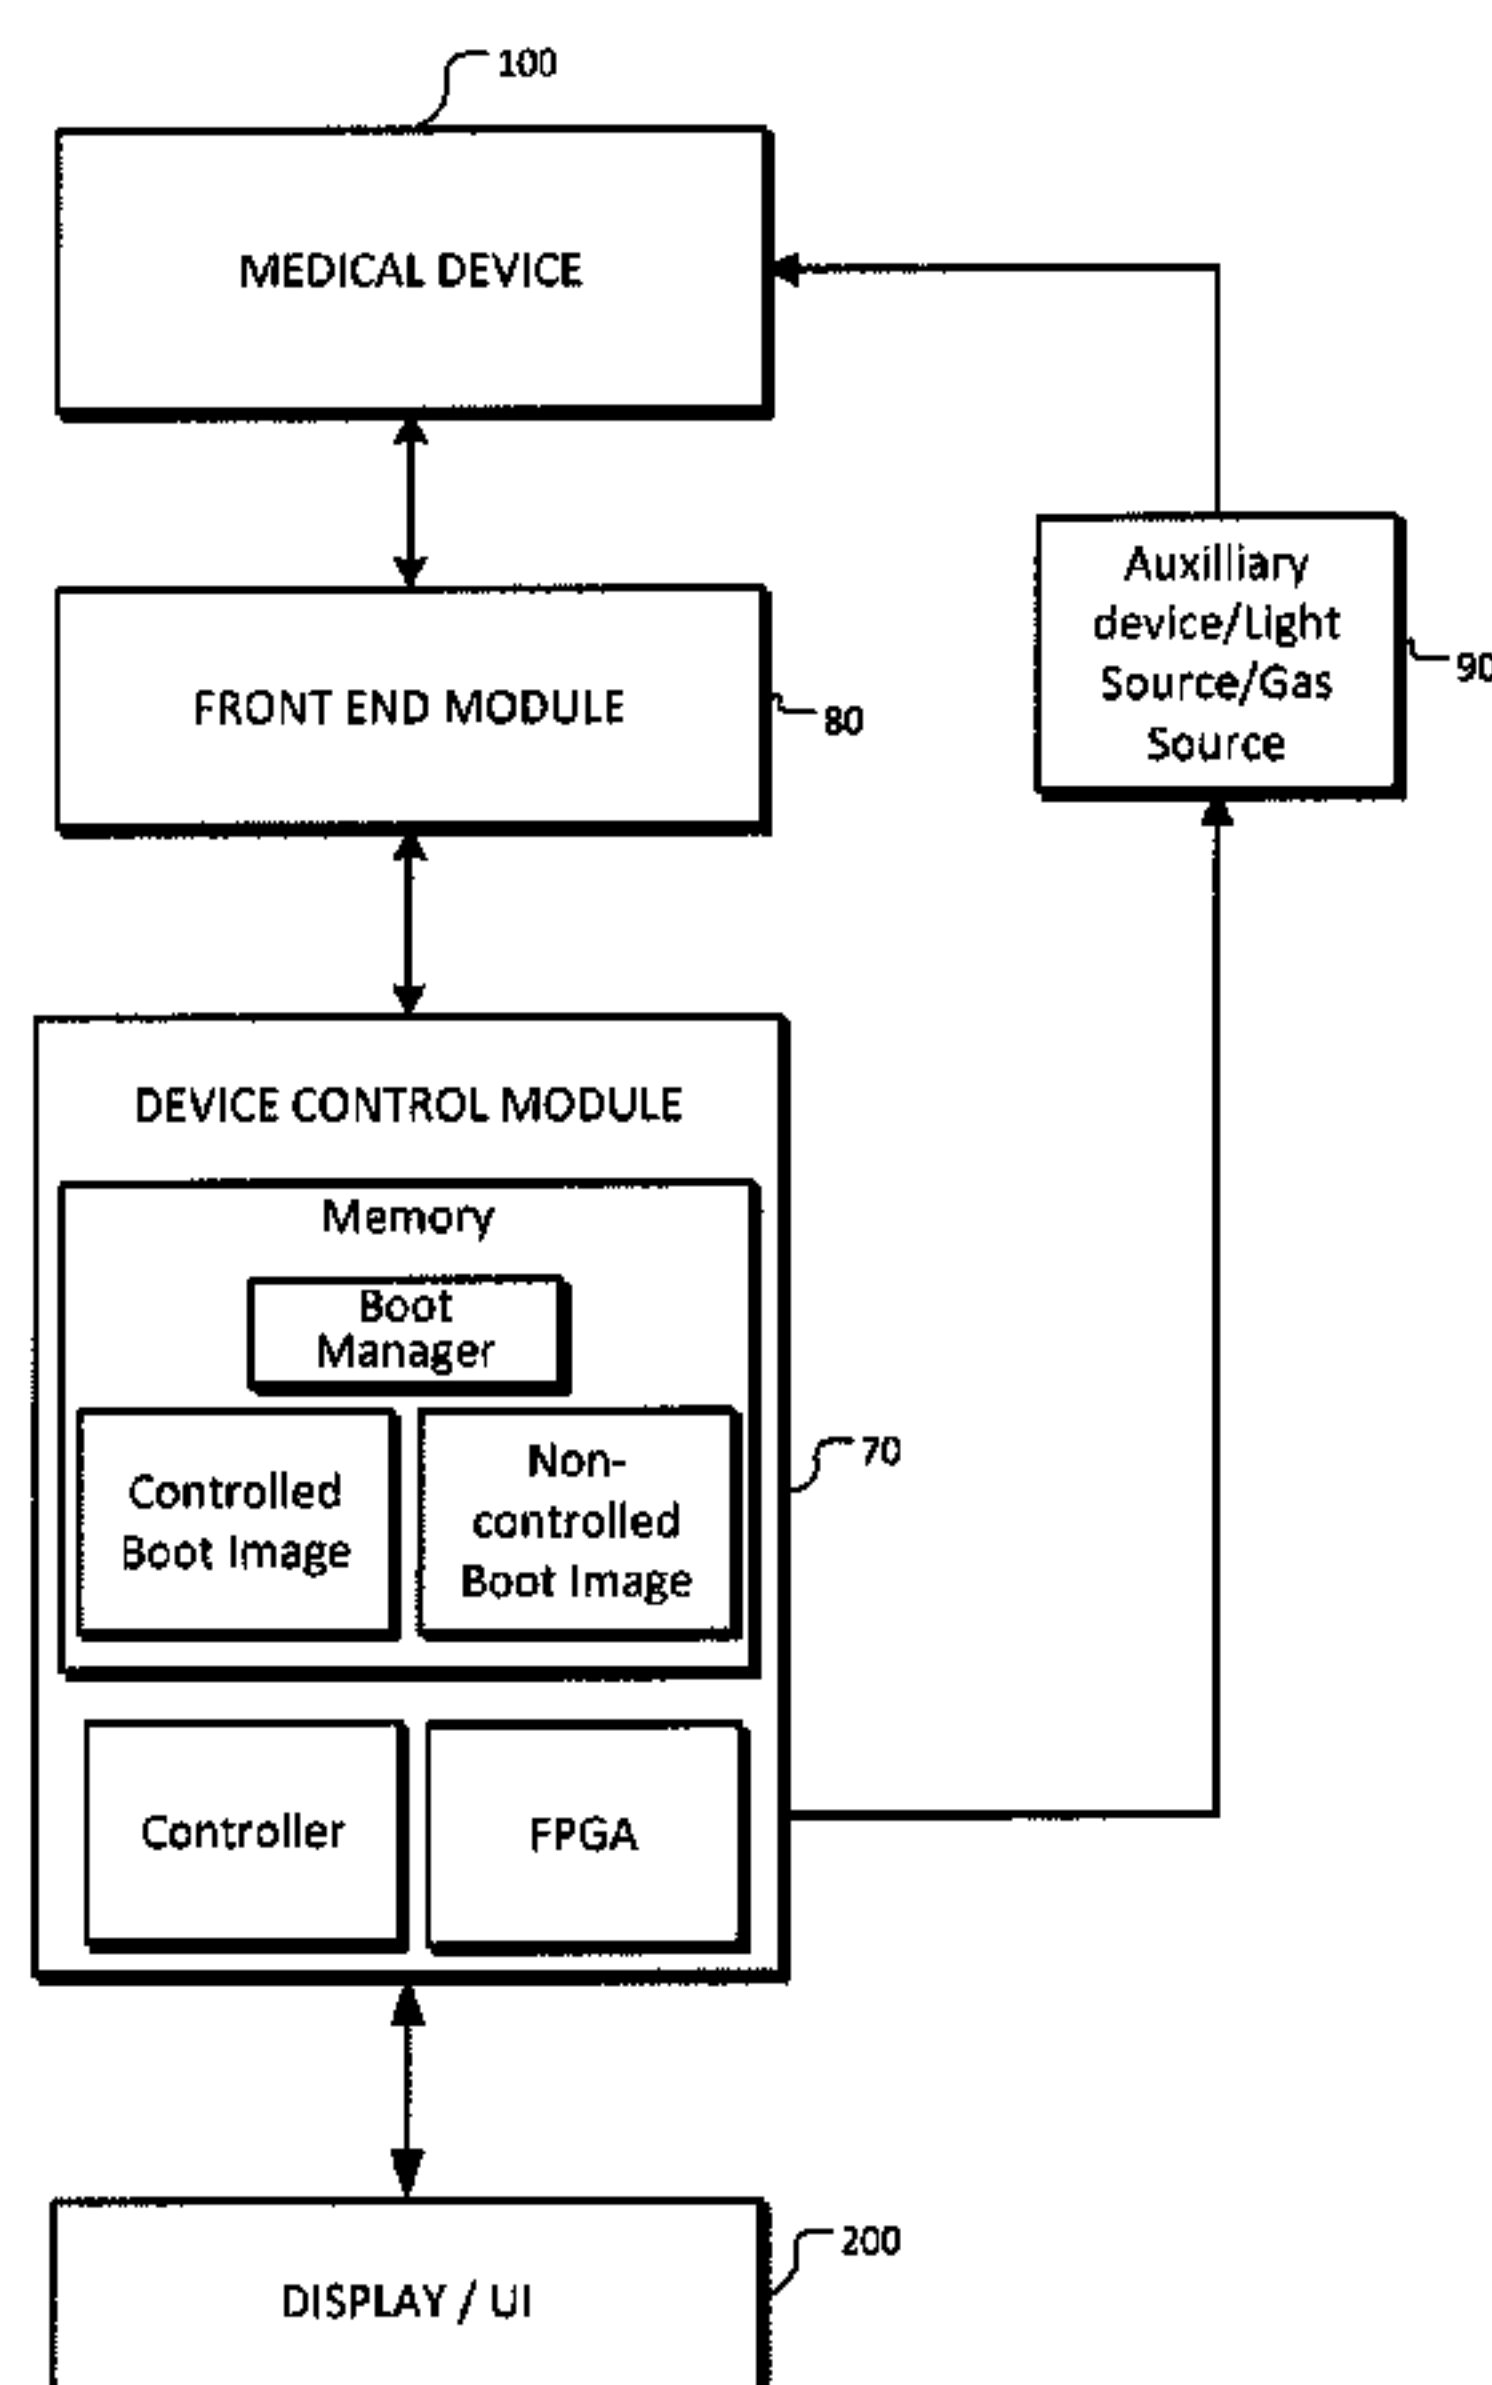 100
MEDICAL DEVICE
Auxilliary
device/Light
Source/Gas
Source
90
FRONT END MODULE
80
DEVICE CONTROL MODULE
Memory
Boot
Manager
Controlled
Boot Image
Non-
controlled
Boot Image
70
Controller
FPGA
200
DISPLAY / UI